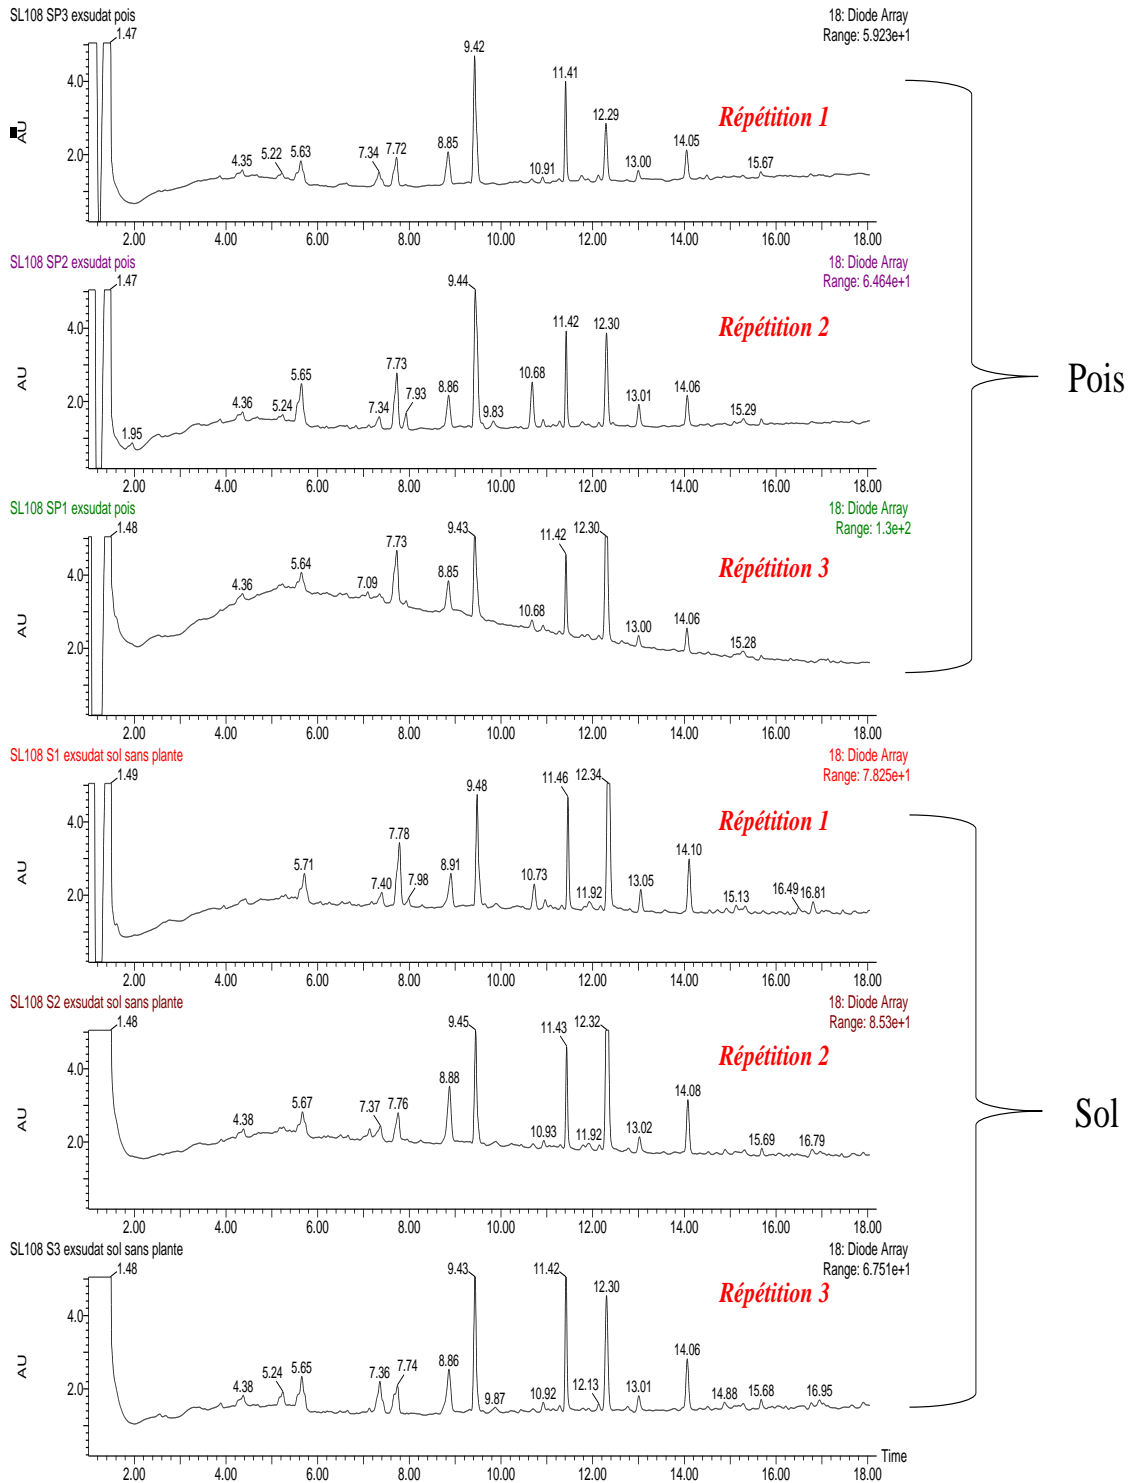 SL108 SP3 exsudat pois
18: Diode Array
Range: 5.923e+1
1.47
9.42
11.41
Répétition 1
12.29
4.0
AU
2.0
4.35
5.22
5.63
7.34
7.72
8.85
10.91
13.00
14.05
15.67
2.00 4.00 6.00 8.00 10.00 12.00 14.00 16.00 18.00
SL108 SP2 exsudat pois
18: Diode Array
Range: 6.464e+1
1.47
9.44
11.42
12.30
Répétition 2
4.0
AU
2.0
1.95
4.36
5.24
5.65
7.34
7.73
7.93
8.86
9.83
10.68
13.01
14.06
15.29
2.00 4.00 6.00 8.00 10.00 12.00 14.00 16.00 18.00
Pois
SL108 SP1 exsudat pois
18: Diode Array
Range: 1.3e+2
1.48
9.43
11.42
12.30
Répétition 3
4.0
AU
2.0
4.36
5.64
7.09
7.73
8.85
10.68
13.00
14.06
15.28
2.00 4.00 6.00 8.00 10.00 12.00 14.00 16.00 18.00
SL108 S1 exsudat sol sans plante
18: Diode Array
Range: 7.825e+1
1.49
9.48
11.46
12.34
Répétition 1
4.0
AU
2.0
5.71
7.40
7.78
7.98
8.91
10.73
11.92
13.05
14.10
15.13
16.49
16.81
2.00 4.00 6.00 8.00 10.00 12.00 14.00 16.00 18.00
SL108 S2 exsudat sol sans plante
18: Diode Array
Range: 8.53e+1
1.48
9.45
11.43
12.32
Répétition 2
4.0
AU
2.0
4.38
5.67
7.37
7.76
8.88
10.93
11.92
13.02
14.08
15.69
16.79
2.00 4.00 6.00 8.00 10.00 12.00 14.00 16.00 18.00
Sol
SL108 S3 exsudat sol sans plante
18: Diode Array
Range: 6.751e+1
1.48
9.43
11.42
12.30
Répétition 3
4.0
AU
2.0
4.38
5.24
5.65
7.36
7.74
8.86
9.87
10.92
12.13
13.01
14.06
14.88
15.68
16.95
Time
2.00 4.00 6.00 8.00 10.00 12.00 14.00 16.00 18.00